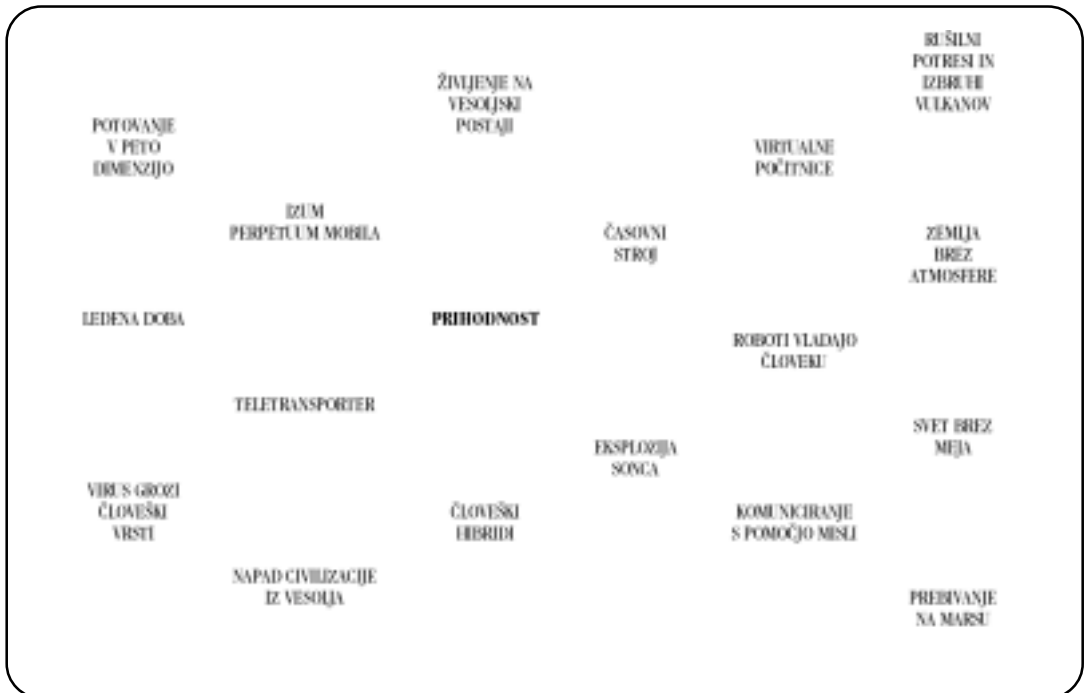 RUŠILNI
POTRESI IN
IZBRUHI
VULKANOV
ŽIVLJENJE NA
VESOLJSKI
POSTAJI
POTOVANJE
V PETO
DIMENZIJO
VIRTUALNE
POČITNICE
IZUM
PERPETUUM MOBILA
ČASOVNI
STROJ
ZEMLJA
BREZ
ATMOSFERE
LEDENA DOBA
PRIHODNOST
ROBOTI VLADAJO
ČLOVEKU
TELETRANSPORTER
SVET BREZ
MEJA
EKSPLOZIJA
SONCA
VIRUS GROZI
ČLOVEŠKI
VRSTI
ČLOVEŠKI
HIBRIDI
KOMUNICIRANJE
S POMOČJO MISLI
NAPAD CIVILIZACIJE
IZ VESOLJA
PREBIVANJE
NA MARSU